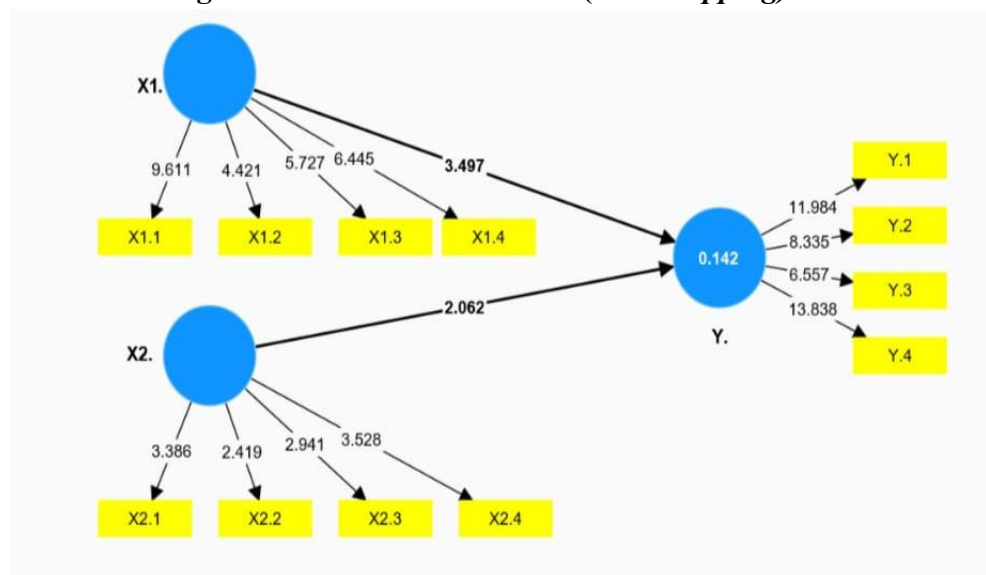 X1.
9.611
4.421
5.727
6.445
3.497
X1.1
X1.2
X1.3
X1.4
Y.1
11.984
Y.2
8.335
0.142
6.557
Y.3
13.838
Y.4
Y.
2.062
X2.
3.386
2.419
2.941
3.528
X2.1
X2.2
X2.3
X2.4